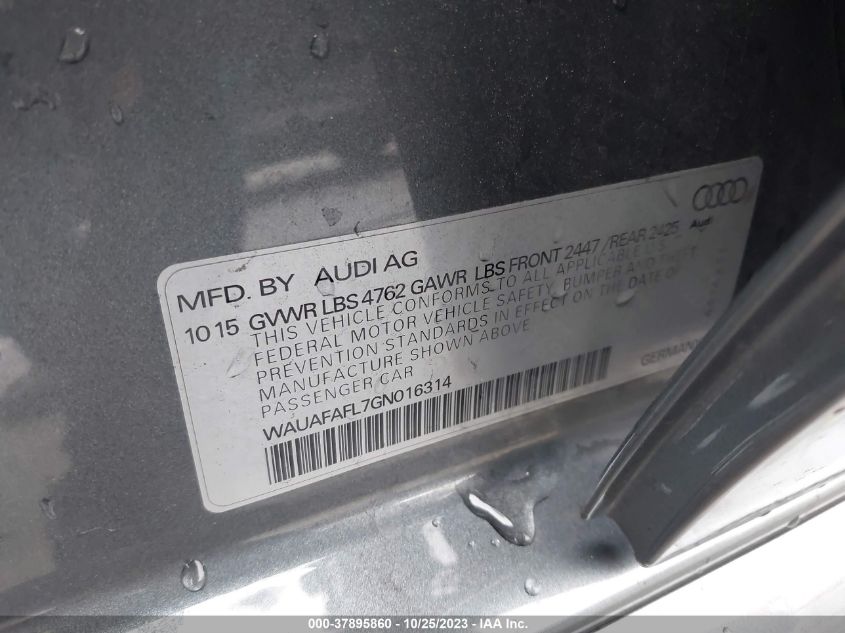 MFD. BY AUDI AG
Audi
10 15 GVWR LBS 4762 GAWR LBS FRONT 2447 / REAR 2425
THIS VEHICLE CONFORMS TO ALL APPLICABLE U.S.
FEDERAL MOTOR VEHICLE SAFETY, BUMPER AND THEFT
PREVENTION STANDARDS IN EFFECT ON THE DATE OF
MANUFACTURE SHOWN ABOVE.
PASSENGER CAR
GERMANY
WAUAFAFL7GN016314
000-37895860 - 10/25/2023 - IAA Inc.